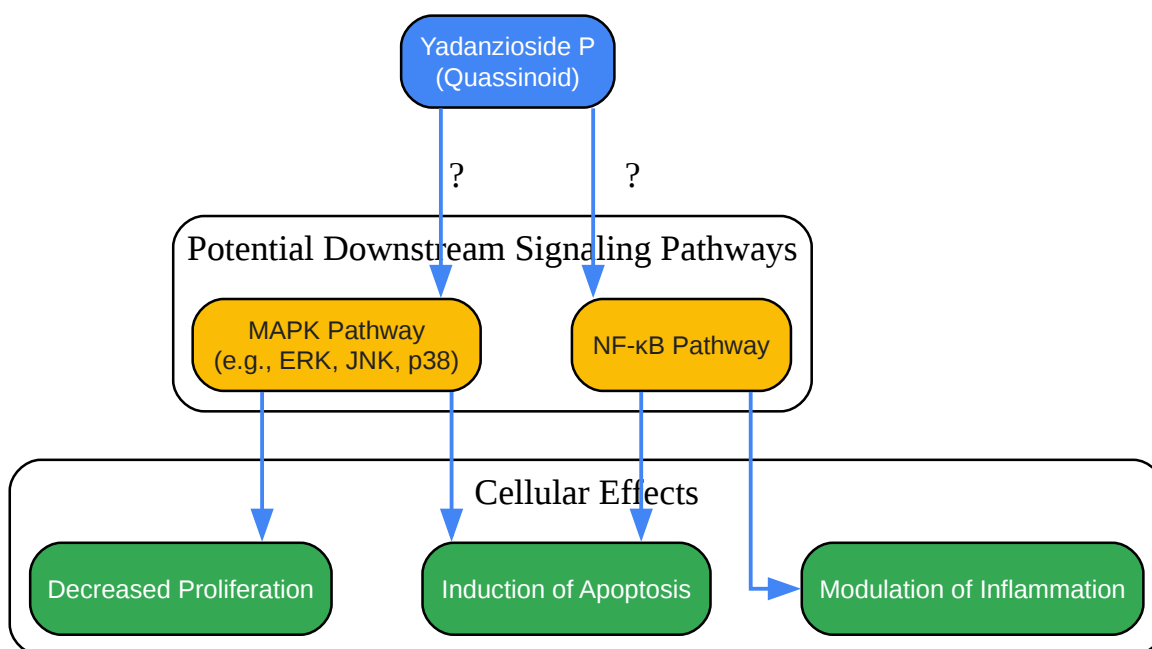 Yadanzioside P
(Quassinoid)
?
?
Potential Downstream Signaling Pathways
MAPK Pathway
(e.g., ERK, JNK, p38)
NF-κB Pathway
Cellular Effects
Decreased Proliferation
Induction of Apoptosis
Modulation of Inflammation